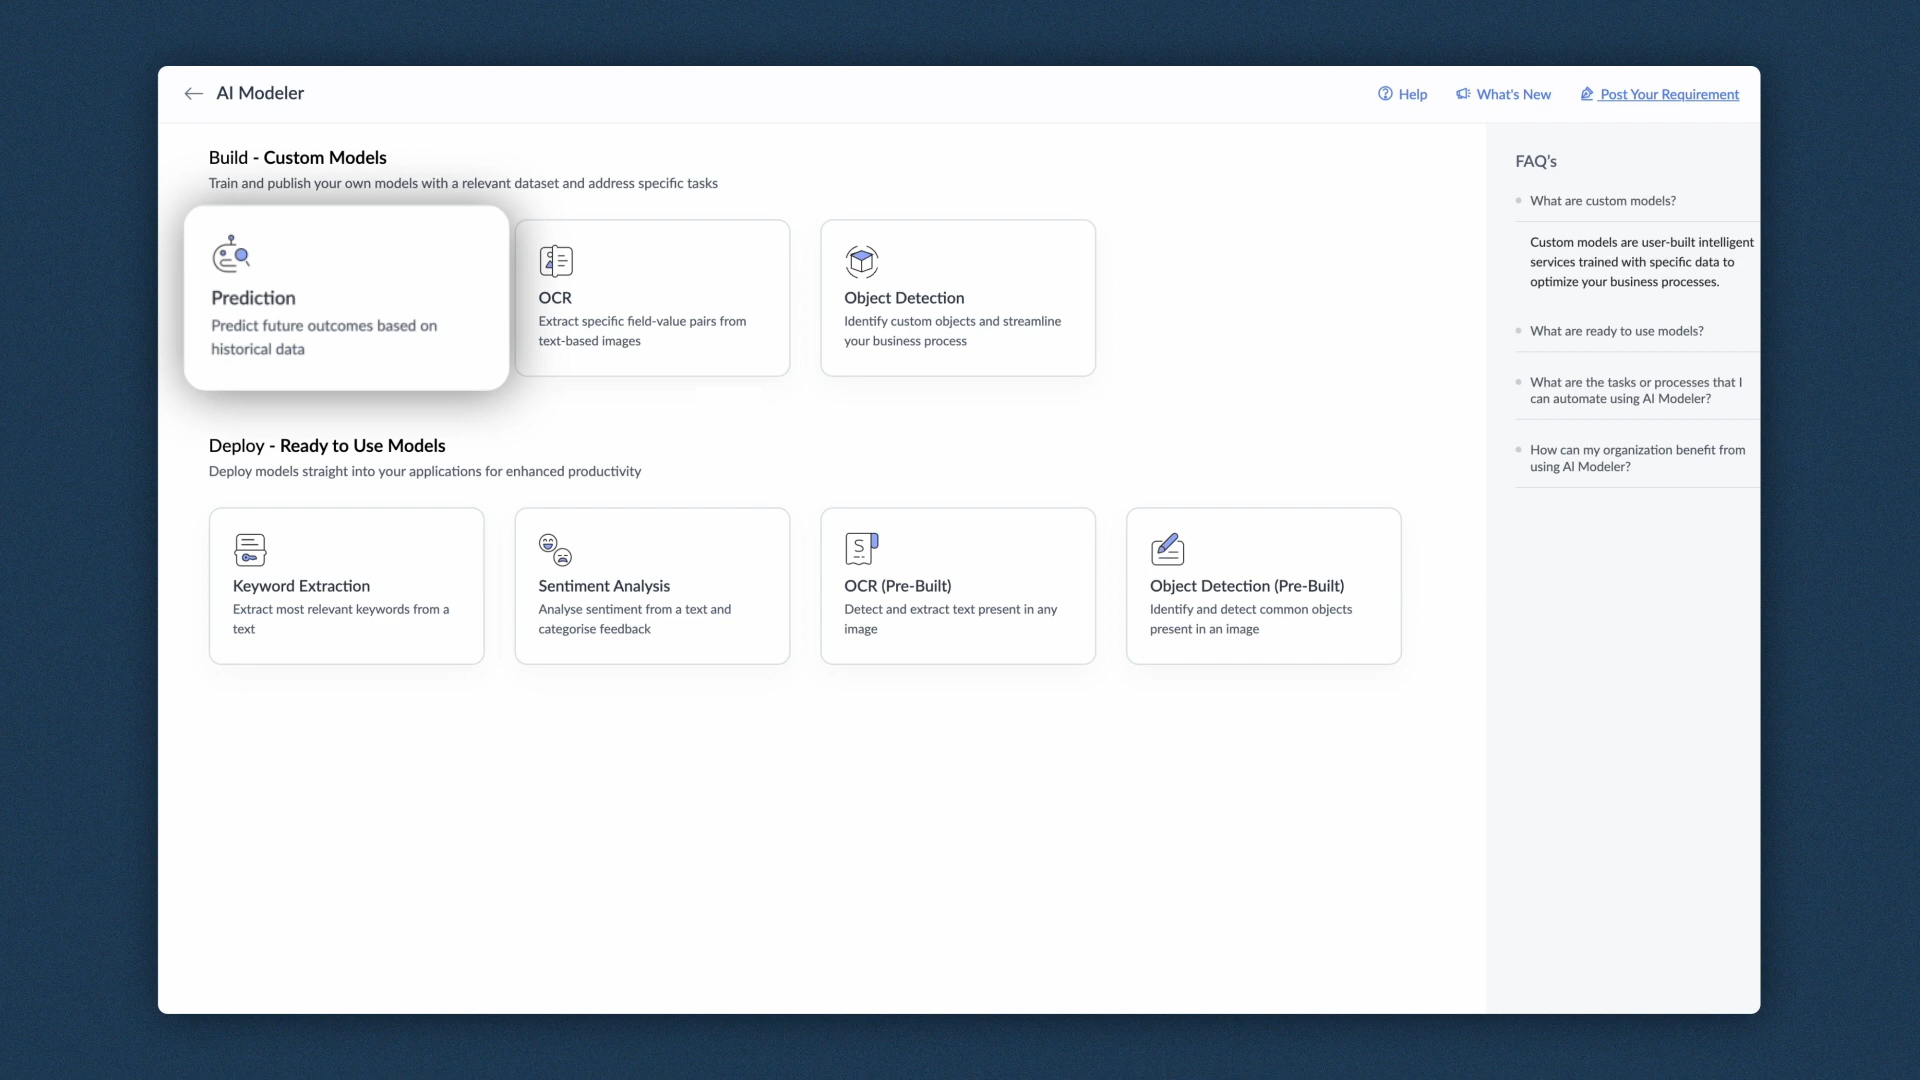 AI Modeler
Help
What's New
Post Your Requirement
Build - Custom Models
Train and publish your own models with a relevant dataset and address specific tasks
Prediction
Predict future outcomes based on
historical data
OCR
Extract specific field-value pairs from
text-based images
Object Detection
Identify custom objects and streamline
your business process
Deploy - Ready to Use Models
Deploy models straight into your applications for enhanced productivity
Keyword Extraction
Extract most relevant keywords from a
text
Sentiment Analysis
Analyse sentiment from a text and
categorise feedback
S
OCR (Pre-Built)
Detect and extract text present in any
image
Object Detection (Pre-Built)
Identify and detect common objects
present in an image
FAQ's
What are custom models?
Custom models are user-built intelligent
services trained with specific data to
optimize your business processes.
What are ready to use models?
What are the tasks or processes that I
can automate using AI Modeler?
How can my organization benefit from
using AI Modeler?